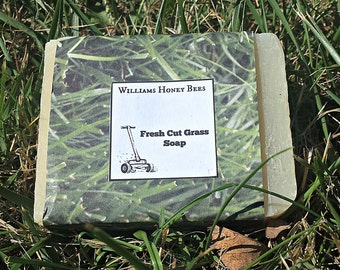 Williams Honey Bees
Fresh Cut Grass
Soap